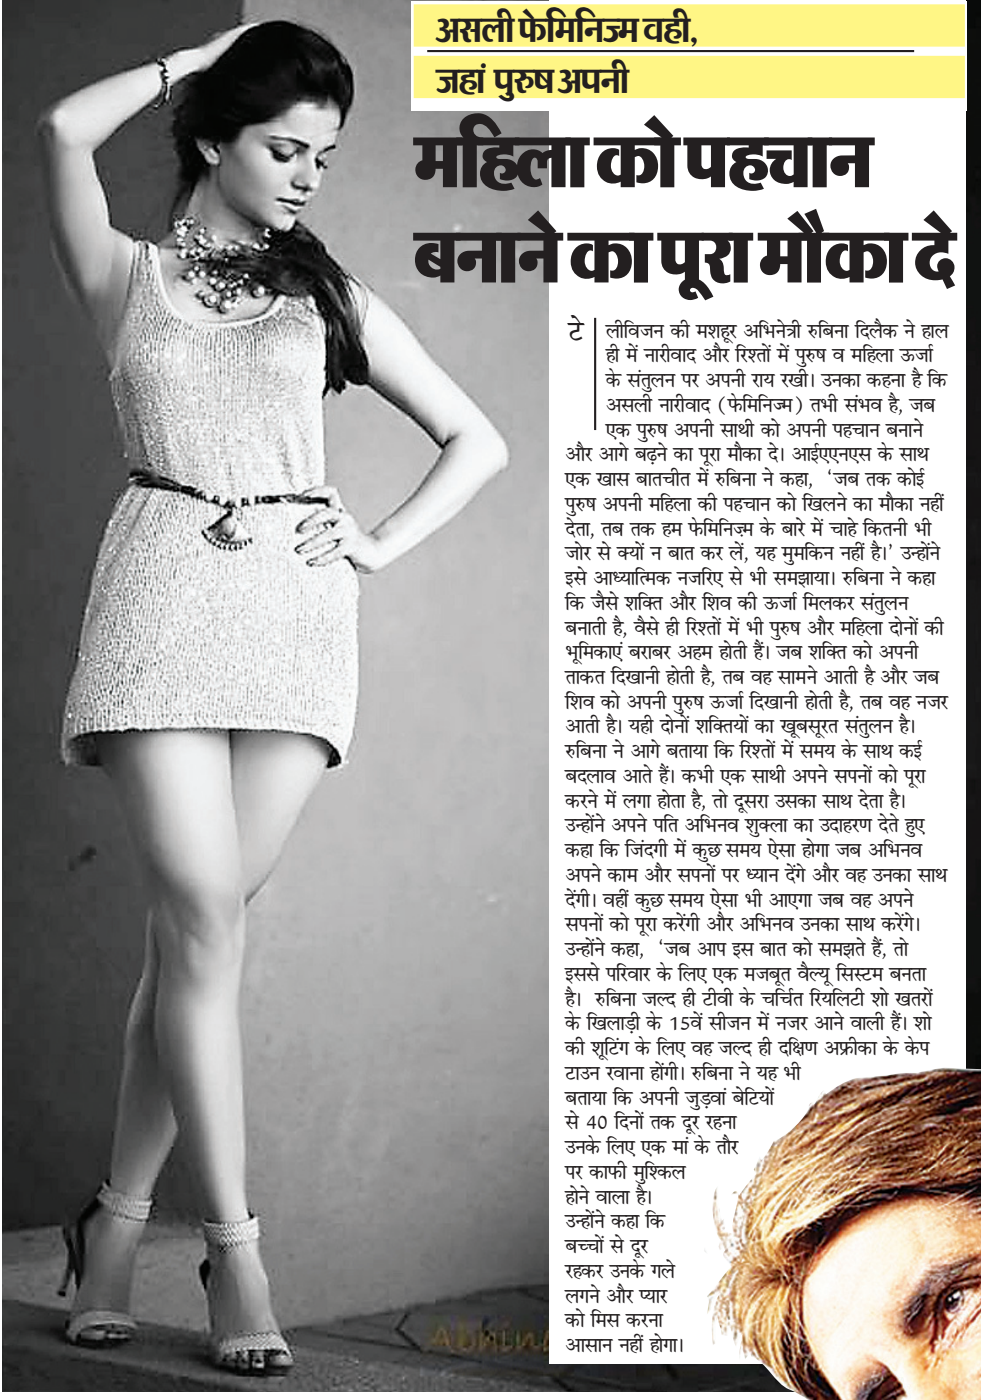 असली फेमिनिज्म वही,
जहां पुरुष अपनी
महिला को पहचान
बनाने का पूरा मौका दे
टेलीविजन की मशहूर अभिनेत्री रुबिना दिलैक ने हाल
ही में नारीवाद और रिश्तों में पुरुष व महिला ऊर्जा
के संतुलन पर अपनी राय रखी। उनका कहना है कि
असली नारीवाद (फेमिनिज्म) तभी संभव है, जब
एक पुरुष अपनी साथी को अपनी पहचान बनाने
और आगे बढ़ने का पूरा मौका दे। आईएएनएस के साथ
एक खास बातचीत में रुबिना ने कहा, ‘जब तक कोई
पुरुष अपनी महिला की पहचान को खिलने का मौका नहीं
देता, तब तक हम फेमिनिज्म के बारे में चाहे कितनी भी
जोर से क्यों न बात कर लें, यह मुमकिन नहीं है।’ उन्होंने
इसे आध्यात्मिक नजरिए से भी समझाया। रुबिना ने कहा
कि जैसे शक्ति और शिव की ऊर्जा मिलकर संतुलन
बनाती है, वैसे ही रिश्तों में भी पुरुष और महिला दोनों की
भूमिकाएं बराबर अहम होती हैं। जब शक्ति को अपनी
ताकत दिखानी होती है, तब वह सामने आती है और जब
शिव को अपनी पुरुष ऊर्जा दिखानी होती है, तब वह नजर
आती है। यही दोनों शक्तियों का खूबसूरत संतुलन है।
रुबिना ने आगे बताया कि रिश्तों में समय के साथ कई
बदलाव आते हैं। कभी एक साथी अपने सपनों को पूरा
करने में लगा होता है, तो दूसरा उसका साथ देता है।
उन्होंने अपने पति अभिनव शुक्ला का उदाहरण देते हुए
कहा कि जिंदगी में कुछ समय ऐसा होगा जब अभिनव
अपने काम और सपनों पर ध्यान देंगे और वह उनका साथ
देंगी। वहीं कुछ समय ऐसा भी आएगा जब वह अपने
सपनों को पूरा करेंगी और अभिनव उनका साथ करेंगे।
उन्होंने कहा, ‘जब आप इस बात को समझते हैं, तो
इससे परिवार के लिए एक मजबूत वैल्यू सिस्टम बनता
है। रुबिना जल्द ही टीवी के चर्चित रियलिटी शो खतरों
के खिलाड़ी के 15वें सीजन में नजर आने वाली हैं। शो
की शूटिंग के लिए वह जल्द ही दक्षिण अफ्रीका के केप
टाउन रवाना होंगी। रुबिना ने यह भी
बताया कि अपनी जुड़वां बेटियों
से 40 दिनों तक दूर रहना
उनके लिए एक मां के तौर
पर काफी मुश्किल
होने वाला है।
उन्होंने कहा कि
बच्चों से दूर
रहकर उनके गले
लगने और प्यार
को मिस करना
आसान नहीं होगा।